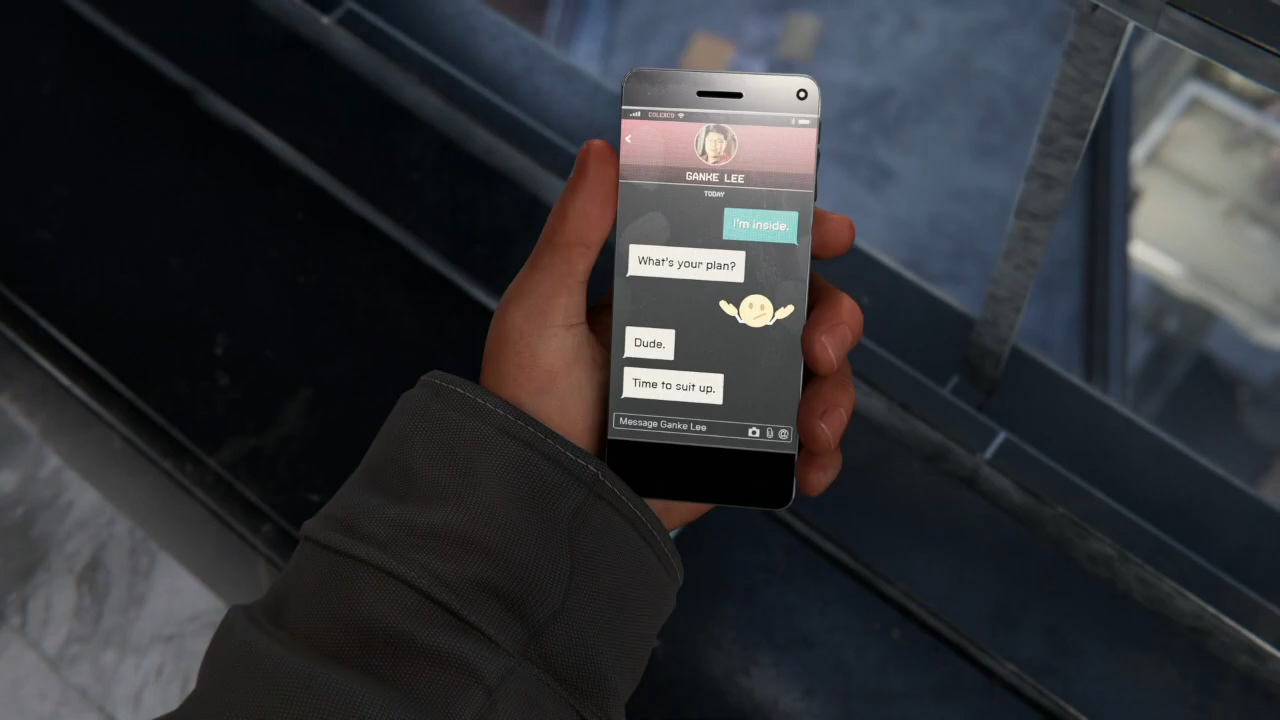 COLEXCO
GANKE LEE
TODAY
I'm inside.
What's your plan?
Dude.
Time to suit up.
Message Ganke Lee